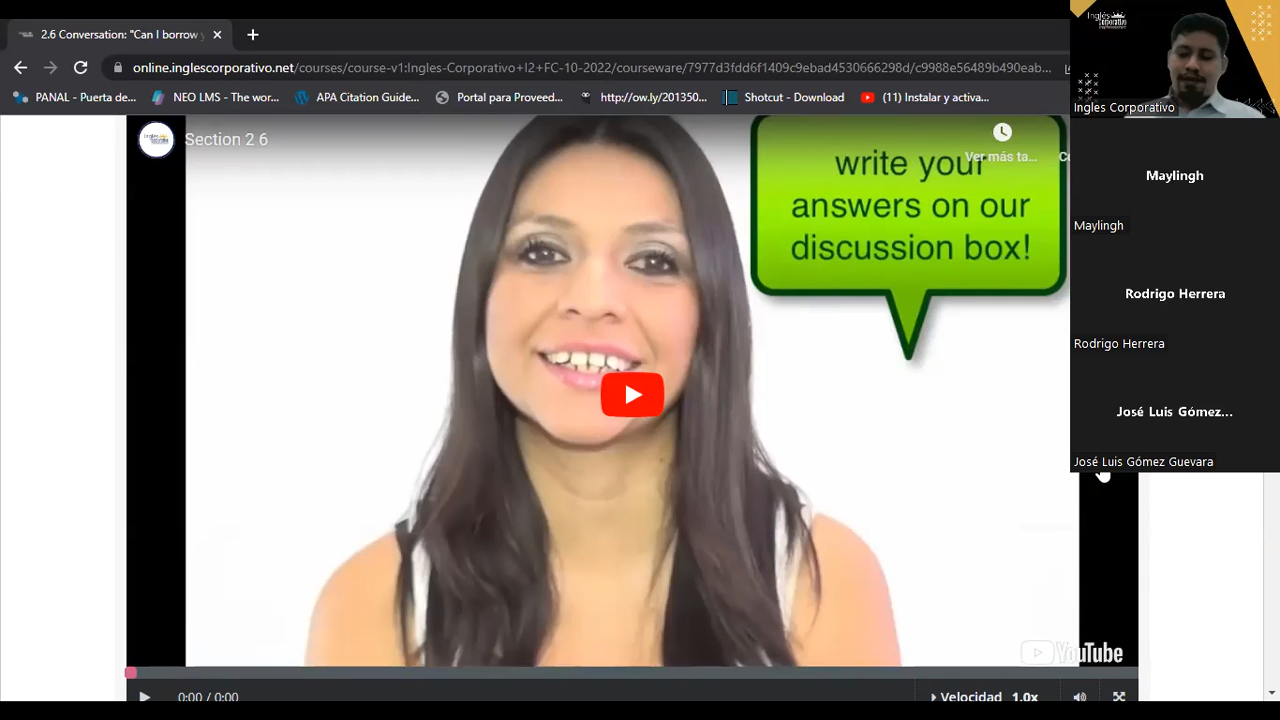 2.6 Conversation: "Can I borrow y
online.inglescorporativo.net/courses/course-v1:Ingles-Corporativo+I2+FC-10-2022/courseware/7977d3fdd6f1409c9ebad4530666298d/c9988e56489b490eab...
PANAL - Puerta de...
NEO LMS - The wor...
APA Citation Guide...
Portal para Proveed...
http://ow.ly/201350...
Shotcut - Download
(11) Instalar y activa...
Section 2 6
Ver más ta...
Co
write your
answers on our
discussion box!
YouTube
0:00 / 0:00
Velocidad 1.0x
Inglés
Corporativo
Ingles Corporativo
Maylingh
Maylingh
Rodrigo Herrera
Rodrigo Herrera
José Luis Gómez...
José Luis Gómez Guevara